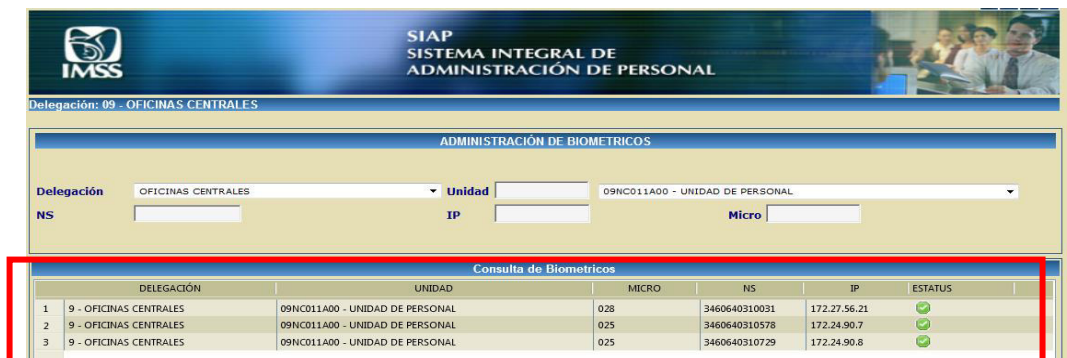 SIAP
SISTEMA INTEGRAL DE
ADMINISTRACIÓN DE PERSONAL
IMSS
Delegación: 09 - OFICINAS CENTRALES
ADMINISTRACIÓN DE BIOMETRICOS
Delegación OFICINAS CENTRALES Unidad 09NC011A00 - UNIDAD DE PERSONAL
NS IP Micro
Consulta de Biometricos
DELEGACIÓN UNIDAD MICRO NS IP ESTATUS
1 9 - OFICINAS CENTRALES 09NC011A00 - UNIDAD DE PERSONAL 028 3460640310031 172.27.56.21
2 9 - OFICINAS CENTRALES 09NC011A00 - UNIDAD DE PERSONAL 025 3460640310578 172.24.90.7
3 9 - OFICINAS CENTRALES 09NC011A00 - UNIDAD DE PERSONAL 025 3460640310729 172.24.90.8